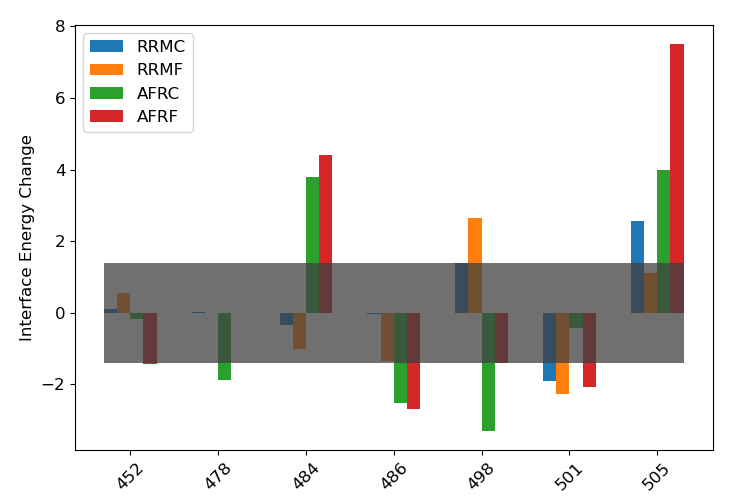 8
6
4
2
0
−2
Interface Energy Change
RRMC
RRMF
AFRC
AFRF
452
478
484
486
498
501
505